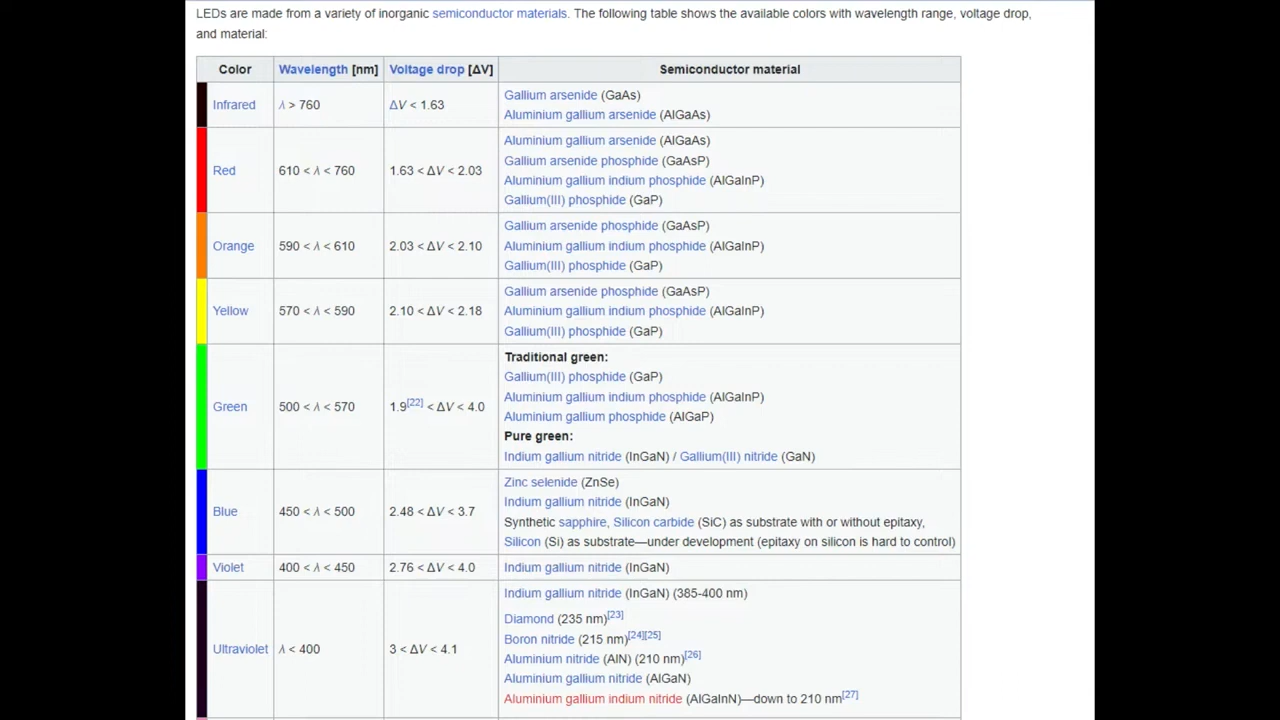 LEDs are made from a variety of inorganic semiconductor materials. The following table shows the available colors with wavelength range, voltage drop,
and material:
Color Wavelength [nm] Voltage drop [ΔV] Semiconductor material
Infrared λ > 760 ΔV < 1.63 Gallium arsenide (GaAs)
Aluminium gallium arsenide (AlGaAs)
Red 610 < λ < 760 1.63 < ΔV < 2.03 Aluminium gallium arsenide (AlGaAs)
Gallium arsenide phosphide (GaAsP)
Aluminium gallium indium phosphide (AlGaInP)
Gallium(III) phosphide (GaP)
Orange 590 < λ < 610 2.03 < ΔV < 2.10 Gallium arsenide phosphide (GaAsP)
Aluminium gallium indium phosphide (AlGaInP)
Gallium(III) phosphide (GaP)
Yellow 570 < λ < 590 2.10 < ΔV < 2.18 Gallium arsenide phosphide (GaAsP)
Aluminium gallium indium phosphide (AlGaInP)
Gallium(III) phosphide (GaP)
Green 500 < λ < 570 1.9[22] < ΔV < 4.0 Traditional green:
Gallium(III) phosphide (GaP)
Aluminium gallium indium phosphide (AlGaInP)
Aluminium gallium phosphide (AlGaP)
Pure green:
Indium gallium nitride (InGaN) / Gallium(III) nitride (GaN)
Blue 450 < λ < 500 2.48 < ΔV < 3.7 Zinc selenide (ZnSe)
Indium gallium nitride (InGaN)
Synthetic sapphire, Silicon carbide (SiC) as substrate with or without epitaxy,
Silicon (Si) as substrate—under development (epitaxy on silicon is hard to control)
Violet 400 < λ < 450 2.76 < ΔV < 4.0 Indium gallium nitride (InGaN)
Ultraviolet λ < 400 3 < ΔV < 4.1 Indium gallium nitride (InGaN) (385-400 nm)
Diamond (235 nm)[23]
Boron nitride (215 nm)[24][25]
Aluminium nitride (AlN) (210 nm)[26]
Aluminium gallium nitride (AlGaN)
Aluminium gallium indium nitride (AlGaInN)—down to 210 nm[27]